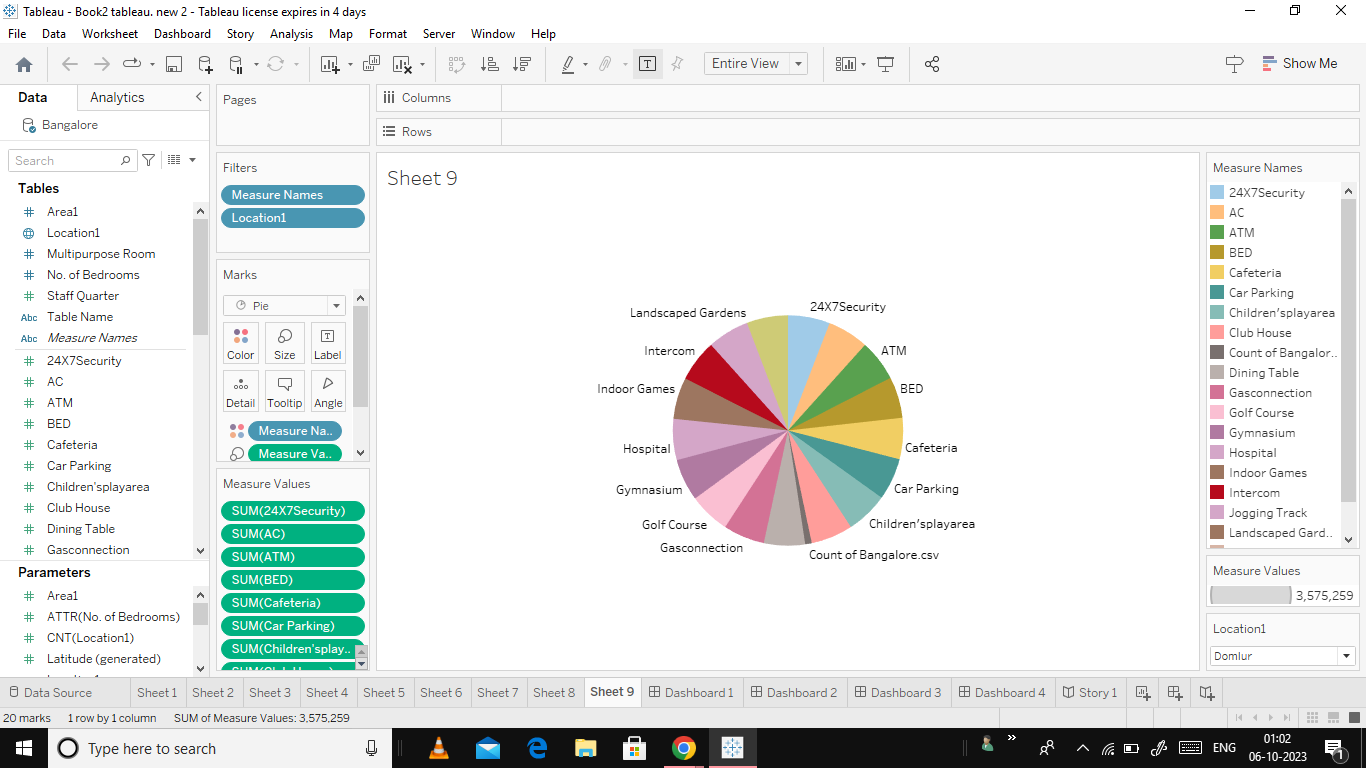 Tableau - Book2 tableau. new 2 - Tableau license expires in 4 days
File Data Worksheet Dashboard Story Analysis Map Format Server Window Help
Entire View
Show Me
Data Analytics
Bangalore
Search
Tables
Area1
Location1
Multipurpose Room
No. of Bedrooms
Staff Quarter
Abc Table Name
Abc Measure Names
24X7Security
AC
ATM
BED
Cafeteria
Car Parking
Children'splayarea
Club House
Dining Table
Gasconnection
Parameters
Area1
ATTR(No. of Bedrooms)
CNT(Location1)
Latitude (generated)
Pages
Filters
Measure Names
Location1
Marks
Pie
Color Size Label
Detail Tooltip Angle
Measure Na..
Measure Va..
Measure Values
SUM(24X7Security)
SUM(AC)
SUM(ATM)
SUM(BED)
SUM(Cafeteria)
SUM(Car Parking)
SUM(Children'splay..
Columns
Rows
Sheet 9
24X7Security
ATM
BED
Cafeteria
Car Parking
Children'splayarea
Count of Bangalore.csv
Gasconnection
Golf Course
Gymnasium
Hospital
Indoor Games
Intercom
Landscaped Gardens
Measure Names
24X7Security
AC
ATM
BED
Cafeteria
Car Parking
Children'splayarea
Club House
Count of Bangalor..
Dining Table
Gasconnection
Golf Course
Gymnasium
Hospital
Indoor Games
Intercom
Jogging Track
Landscaped Gard..
Measure Values
3,575,259
Location1
Domlur
Data Source Sheet 1 Sheet 2 Sheet 3 Sheet 4 Sheet 5 Sheet 6 Sheet 7 Sheet 8 Sheet 9 Dashboard 1 Dashboard 2 Dashboard 3 Dashboard 4 Story 1
20 marks 1 row by 1 column SUM of Measure Values: 3,575,259
Type here to search
ENG
01:02
06-10-2023
1